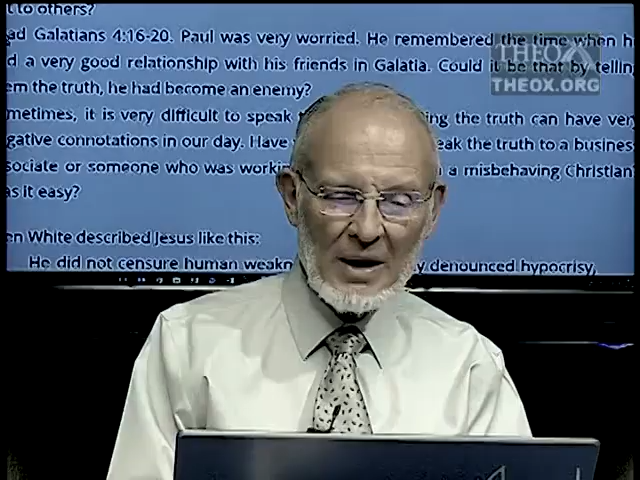 to others?
ad Galatians 4:16-20. Paul was very worried. He remembered the time when h
d a very good relationship with his friends in Galatia. Could it be that by tellin
em the truth, he had become an enemy?
metimes, it is very difficult to speak ing the truth can have very
gative connotations in our day. Have eak the truth to a business
sociate or someone who was workin a misbehaving Christian
as it easy?
en White described Jesus like this:
He did not censure human weakn y denounced hypocrisy,
THEOX
THEOX.ORG